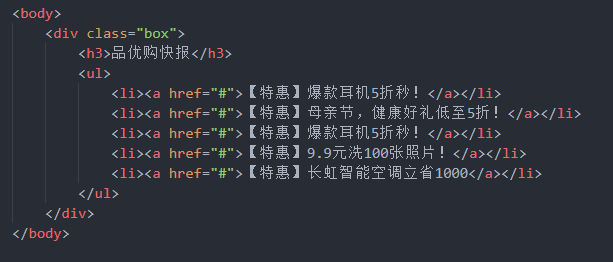 <body>
<div class="box">
<h3>品优购快报</h3>
<ul>
<li><a href="#">【特惠】爆款耳机5折秒！</a></li>
<li><a href="#">【特惠】母亲节，健康好礼低至5折！</a></li>
<li><a href="#">【特惠】爆款耳机5折秒！</a></li>
<li><a href="#">【特惠】9.9元洗100张照片！</a></li>
<li><a href="#">【特惠】长虹智能空调立省1000</a></li>
</ul>
</div>
</body>